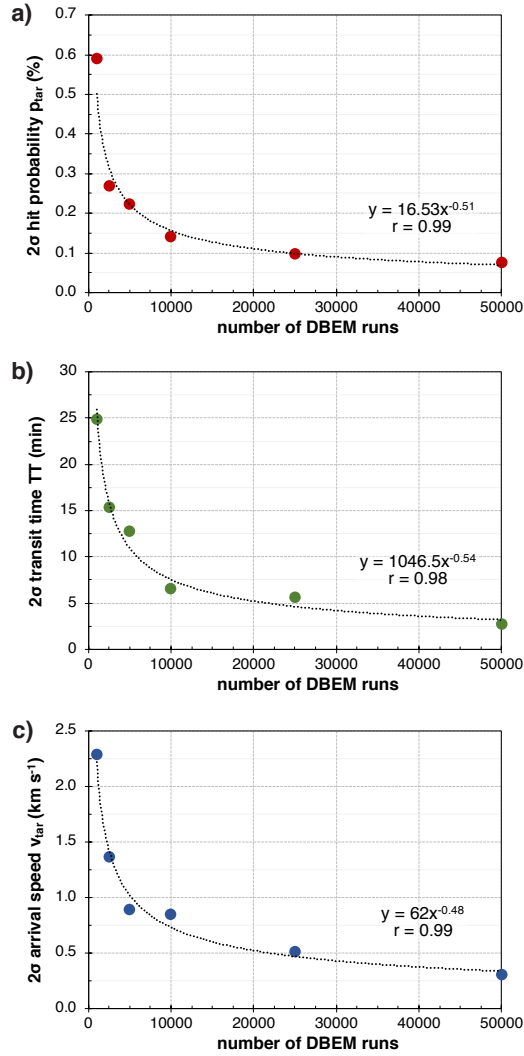 a)
2σ hit probability p_tar (%)
0.7
0.6
0.5
0.4
0.3
0.2
0.1
0.0
y = 16.53x^-0.51
r = 0.99
0 10000 20000 30000 40000 50000
number of DBEM runs
b)
2σ transit time TT (min)
30
25
20
15
10
5
0
y = 1046.5x^-0.54
r = 0.98
0 10000 20000 30000 40000 50000
number of DBEM runs
c)
2σ arrival speed v_tar (km s^-1)
2.5
2.0
1.5
1.0
0.5
0.0
y = 62x^-0.48
r = 0.99
0 10000 20000 30000 40000 50000
number of DBEM runs